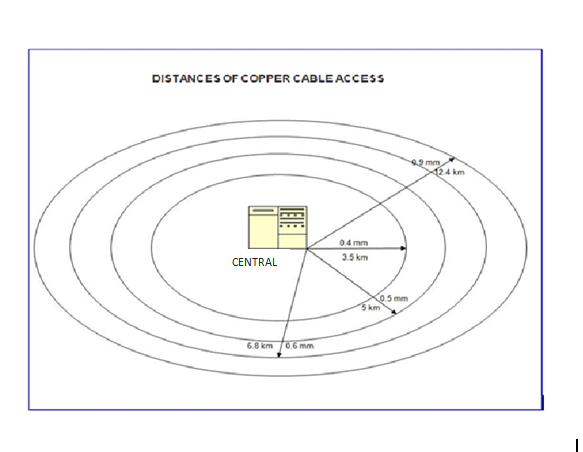 DISTANCES OF COPPER CABLE ACCESS
0.9 mm
12.4 km
0.4 mm
3.5 km
CENTRAL
0.5 mm
5 km
6.8 km 0.6 mm